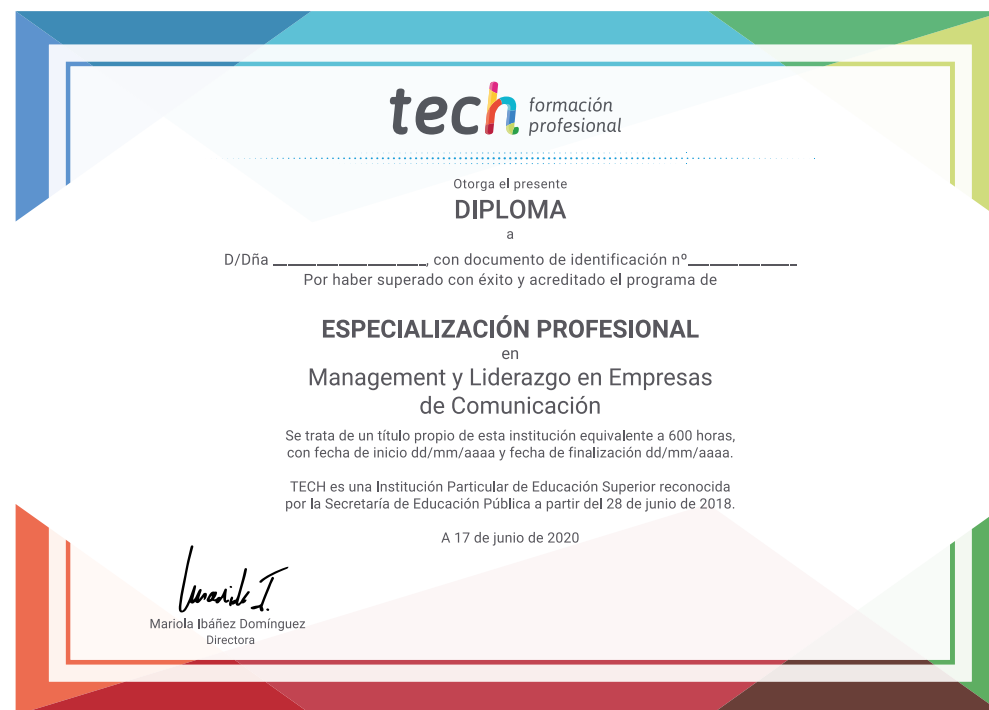 tech formación
profesional
Otorga el presente
DIPLOMA
a
D/Dña ____________________, con documento de identificación nº______________
Por haber superado con éxito y acreditado el programa de
ESPECIALIZACIÓN PROFESIONAL
en
Management y Liderazgo en Empresas
de Comunicación
Se trata de un título propio de esta institución equivalente a 600 horas,
con fecha de inicio dd/mm/aaaa y fecha de finalización dd/mm/aaaa.
TECH es una Institución Particular de Educación Superior reconocida
por la Secretaría de Educación Pública a partir del 28 de junio de 2018.
A 17 de junio de 2020
Mariola Ibáñez Domínguez
Directora